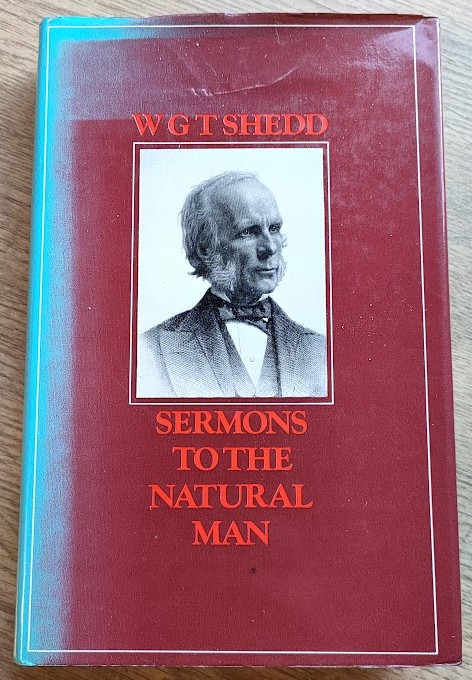 W G T SHEDD
SERMONS
TO THE
NATURAL
MAN